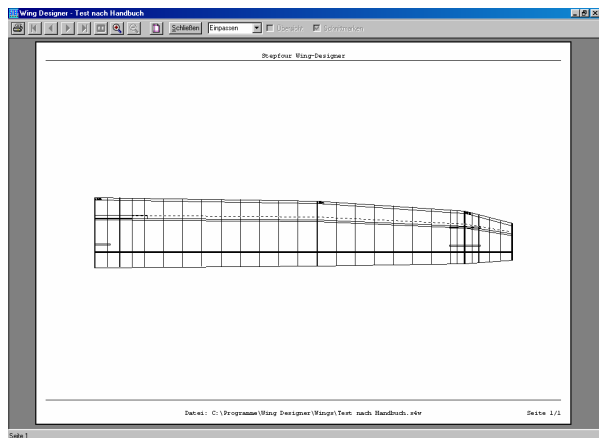 Wing Designer - Test nach Handbuch
Schließen Einpassen Übersicht Schnittmarken
Stepfour Wing-Designer
Datei: C:\Programme\Wing Designer\Wings\Test nach Handbuch.s4w Seite 1/1
Seite 1